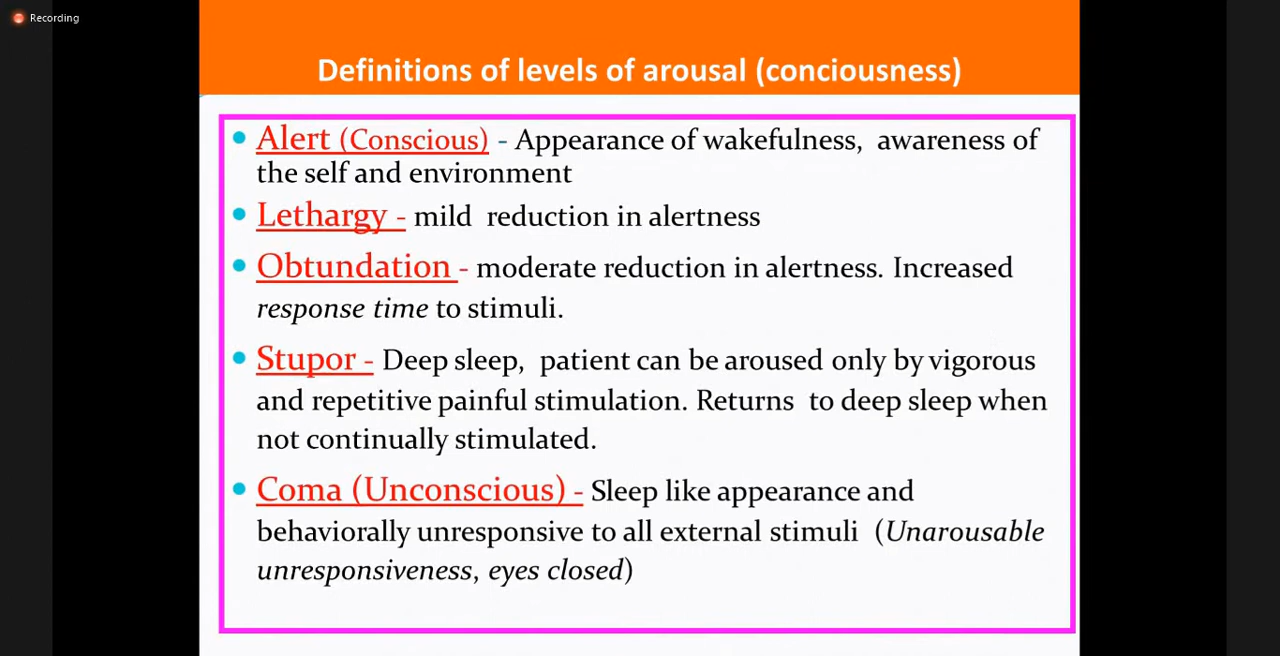 Recording
Definitions of levels of arousal (conciousness)
Alert (Conscious) - Appearance of wakefulness, awareness of
the self and environment
Lethargy - mild reduction in alertness
Obtundation - moderate reduction in alertness. Increased
response time to stimuli.
Stupor - Deep sleep, patient can be aroused only by vigorous
and repetitive painful stimulation. Returns to deep sleep when
not continually stimulated.
Coma (Unconscious) - Sleep like appearance and
behaviorally unresponsive to all external stimuli (Unarousable
unresponsiveness, eyes closed)